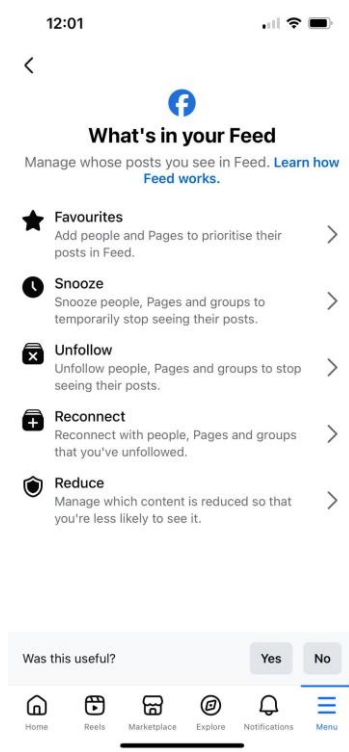 12:01
What's in your Feed
Manage whose posts you see in Feed. Learn how
Feed works.
Favourites
Add people and Pages to prioritise their
posts in Feed.
Snooze
Snooze people, Pages and groups to
temporarily stop seeing their posts.
Unfollow
Unfollow people, Pages and groups to stop
seeing their posts.
Reconnect
Reconnect with people, Pages and groups
that you've unfollowed.
Reduce
Manage which content is reduced so that
you're less likely to see it.
Was this useful? Yes No
Home Reels Marketplace Explore Notifications Menu